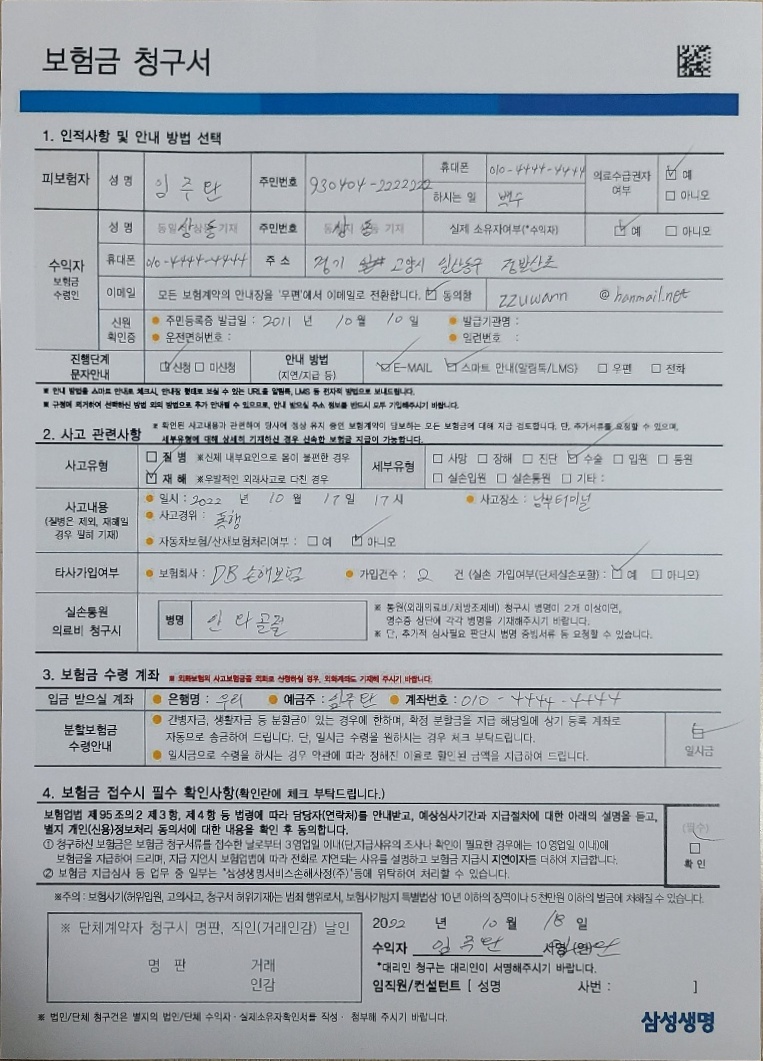 보험금 청구서
1. 인적사항 및 안내 방법 선택
피보험자 성 명 임주탄 주민번호 930404-2222222 휴대폰 010-4444-4444 의료수급권자 여부 예 아니오
하시는 일 백수
수익자 보험금 수령인 성 명 동일시 상동 기재 주민번호 상동 기재 실제 소유자여부(*수익자) 예 아니오
휴대폰 010-4444-4444 주 소 경기 고양시 일산동구 정발산로
이메일 모든 보험계약의 안내장을 '우편'에서 이메일로 전환합니다. 동의함 zzuwann @hanmail.net
신원 확인증 주민등록증 발급일 : 2011 년 10 월 10 일 발급기관명 :
운전면허번호 : 일련번호 :
진행단계 문자안내 신청 미신청 안내 방법 (지연/지급 등) E-MAIL 스마트 안내(알림톡/LMS) 우편 전화
※ 안내 방법을 스마트 안내로 체크시, 안내장 형태로 보실 수 있는 URL을 알림톡, LMS 등 전자적 방법으로 보내드립니다.
※ 규정에 의거하여 선택하신 방법 외의 방법으로 추가 안내될 수 있으므로, 안내 받으실 주소 정보를 반드시 모두 기입해주시기 바랍니다.
2. 사고 관련사항 ※ 확인된 사고내용과 관련하여 당사에 정상 유지 중인 보험계약이 담보하는 모든 보험금에 대해 지급 검토합니다. 단, 추가서류를 요청할 수 있으며,
세부유형에 대해 상세히 기재하신 경우 신속한 보험금 지급이 가능합니다.
사고유형 질 병 ※신체 내부요인으로 몸이 불편한 경우 세부유형 사망 장해 진단 수술 입원 통원
재 해 ※우발적인 외래사고로 다친 경우 실손입원 실손통원 기타 :
사고내용 (질병은 제외, 재해일 경우 필히 기재) 일시 : 2022 년 10 월 17 일 17 시 사고장소 : 남부터미널
사고경위 : 폭행
자동차보험/산재보험처리여부 : 예 아니오
타사가입여부 보험회사 : DB 손해보험 가입건수 : 2 건 (실손 가입여부(단체실손포함) : 예 아니오)
실손통원 의료비 청구시 병명 안와골절 ※ 통원(외래의료비/처방조제비) 청구시 병명이 2개 이상이면,
영수증 상단에 각각 병명을 기재해주시기 바랍니다.
※ 단, 추가적 심사필요 판단시 병명 증빙서류 등 요청할 수 있습니다.
3. 보험금 수령 계좌 ※ 외화보험의 사고보험금을 외화로 신청하실 경우, 외화계좌도 기재해 주시기 바랍니다.
입금 받으실 계좌 은행명 : 우리 예금주 : 임주탄 계좌번호 : 010-4444-4444
분할보험금 수령안내 간병자금, 생활자금 등 분할금이 있는 경우에 한하며, 확정 분할금을 지급 해당일에 상기 등록 계좌로
자동으로 송금하여 드립니다. 단, 일시금 수령을 원하시는 경우 체크 부탁드립니다.
일시금으로 수령을 하시는 경우 약관에 따라 정해진 이율로 할인된 금액을 지급하여 드립니다.
일시금
4. 보험금 접수시 필수 확인사항(확인란에 체크 부탁드립니다.)
보험업법 제95조의2 제3항, 제4항 등 법령에 따라 담당자(연락처)를 안내받고, 예상심사기간과 지급절차에 대한 아래의 설명을 듣고,
별지 개인(신용)정보처리 동의서에 대한 내용을 확인 후 동의합니다.
① 청구하신 보험금은 보험금 청구서류를 접수한 날로부터 3영업일 이내(단,지급사유의 조사나 확인이 필요한 경우에는 10영업일 이내)에
보험금을 지급하여 드리며, 지급 지연시 보험업법에 따라 전화로 지연되는 사유를 설명하고 보험금 지급시 지연이자를 더하여 지급합니다.
② 보험금 지급심사 등 업무 중 일부는 "삼성생명서비스손해사정(주)"등에 위탁하여 처리할 수 있습니다.
(필수)
확 인
※주의 : 보험사기(허위입원, 고의사고, 청구서 허위기재)는 범죄 행위로서, 보험사기방지 특별법상 10년 이하의 징역이나 5천만원 이하의 벌금에 처해질 수 있습니다.
※ 단체계약자 청구시 명판, 직인(거래인감) 날인
명 판 거래 인감
2022 년 10 월 18 일
수익자 임주탄 서명(인)
*대리인 청구는 대리인이 서명해주시기 바랍니다.
임직원/컨설턴트 [ 성명 사번 : ]
※ 법인/단체 청구건은 별지의 법인/단체 수익자 · 실제소유자확인서를 작성 · 첨부해 주시기 바랍니다.
삼성생명